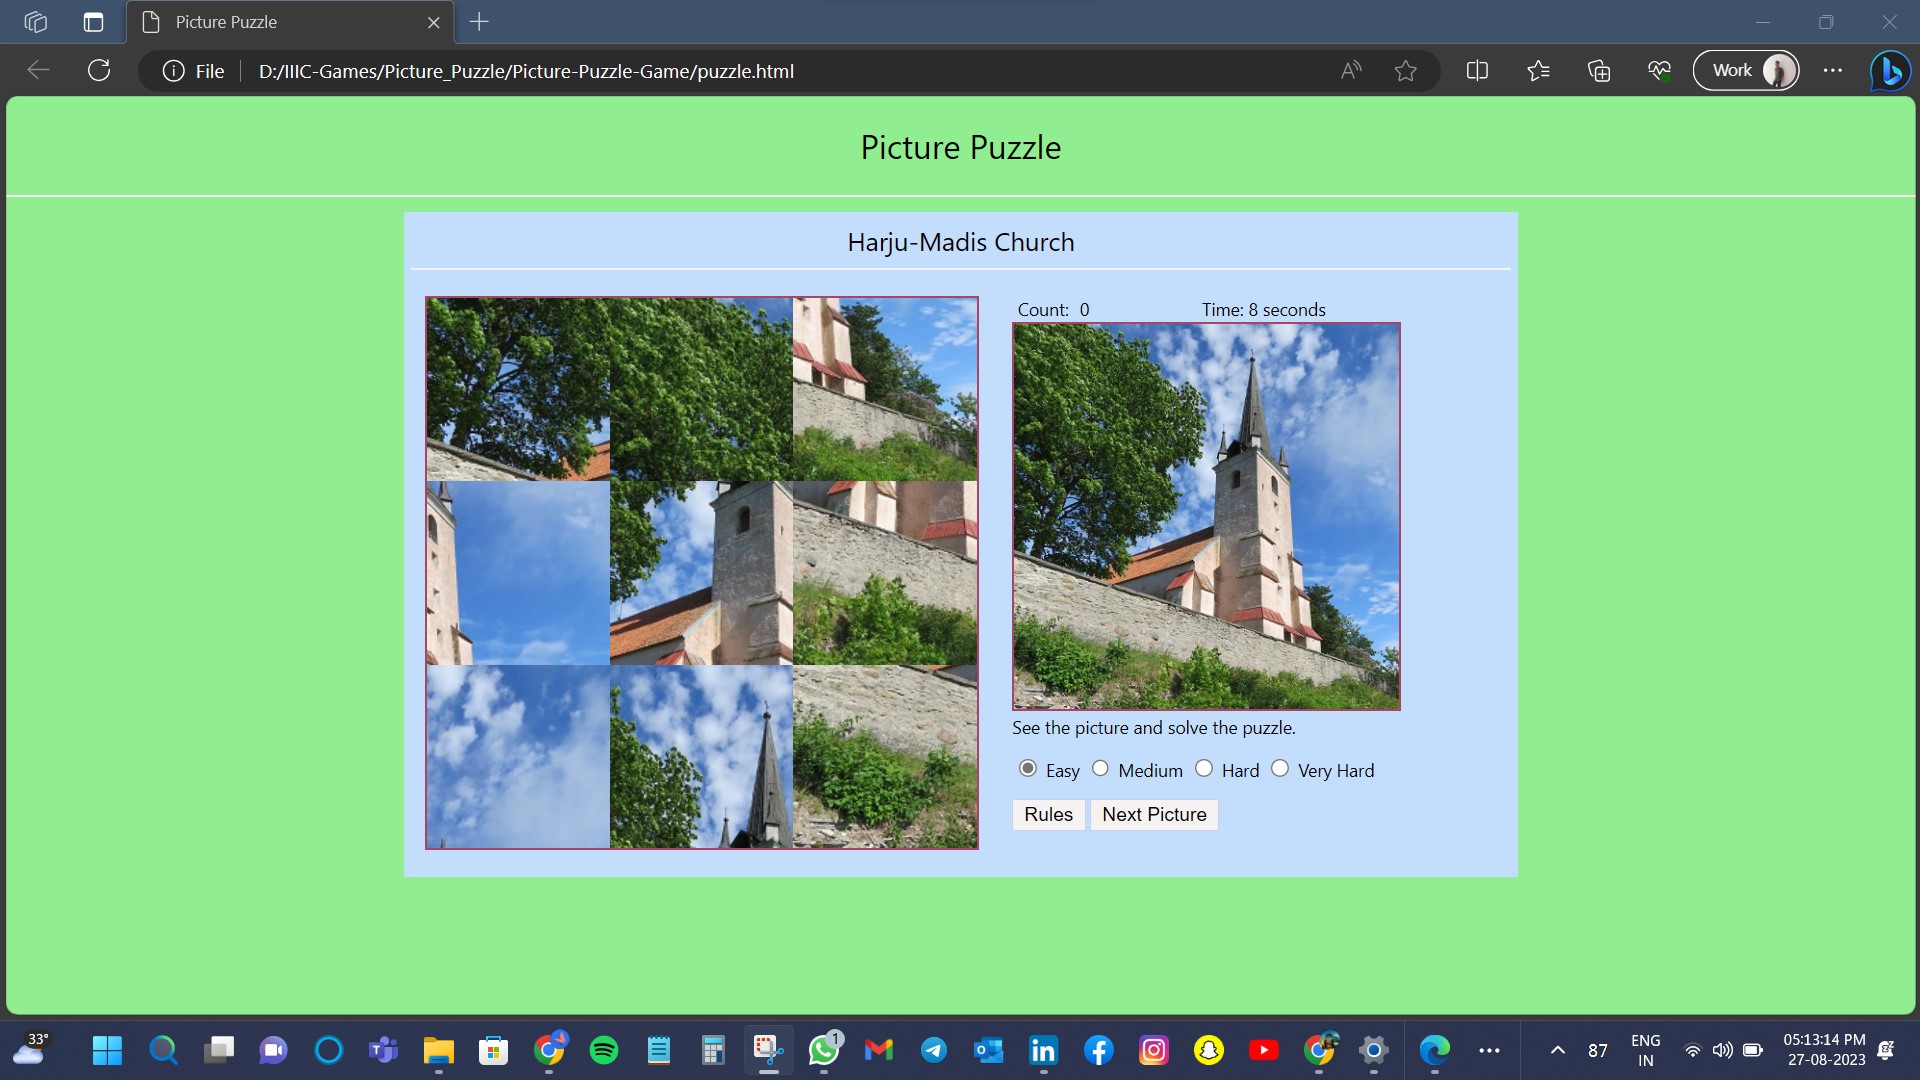 Picture Puzzle
File
D:/IIIC-Games/Picture_Puzzle/Picture-Puzzle-Game/puzzle.html
Work
Picture Puzzle
Harju-Madis Church
Count: 0
Time: 8 seconds
See the picture and solve the puzzle.
Easy Medium Hard Very Hard
Rules Next Picture
33°
1
87
ENG
IN
05:13:14 PM
27-08-2023